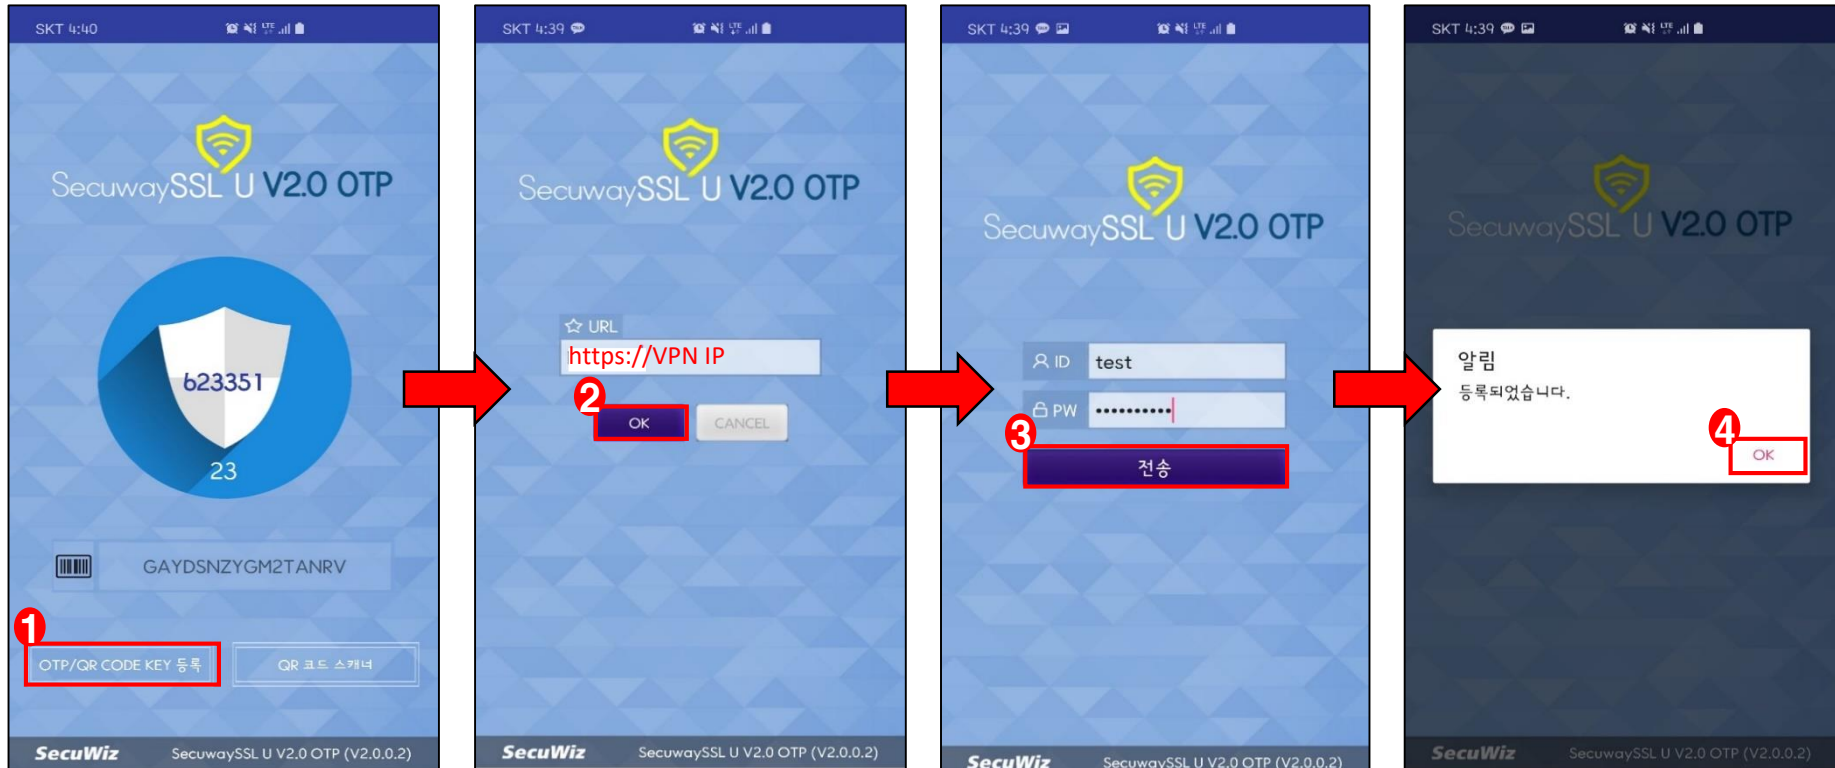 SKT 4:40
SecuwaySSL U V2.0 OTP
623351
23
GAYDSNZYGM2TANRV
1
OTP/QR CODE KEY 등록
QR 코드 스캐너
SecuWiz
SecuwaySSL U V2.0 OTP (V2.0.0.2)
SKT 4:39
SecuwaySSL U V2.0 OTP
URL
https://VPN IP
2
OK
CANCEL
SecuWiz
SecuwaySSL U V2.0 OTP (V2.0.0.2)
SKT 4:39
SecuwaySSL U V2.0 OTP
ID
test
PW
••••••••••
3
전송
SecuWiz
SecuwaySSL U V2.0 OTP (V2.0.0.2)
SKT 4:39
SecuwaySSL U V2.0 OTP
알림
등록되었습니다.
4
OK
SecuWiz
SecuwaySSL U V2.0 OTP (V2.0.0.2)